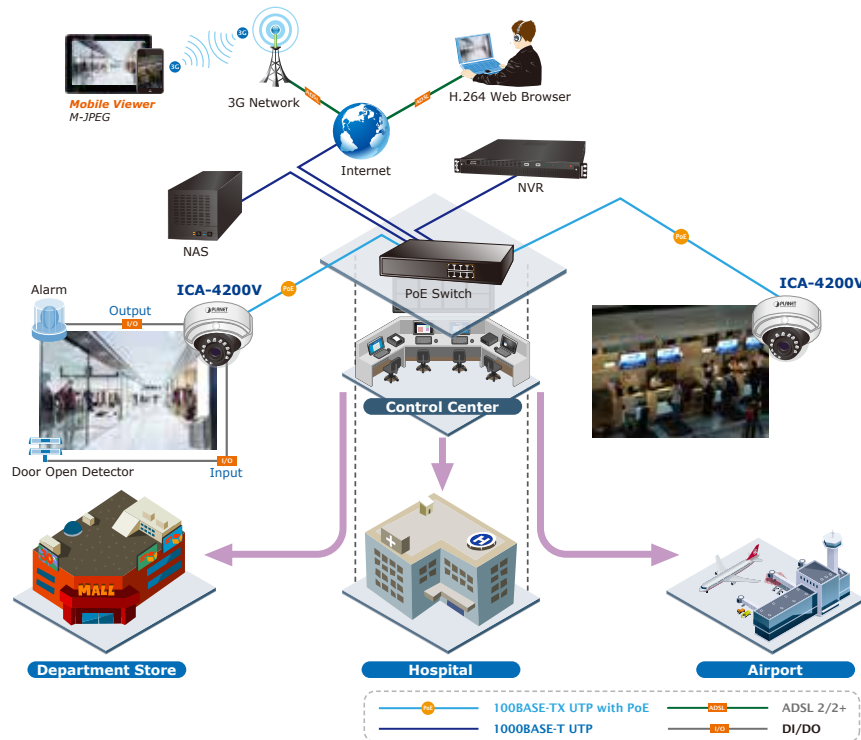 3G
3G
Mobile Viewer
M-JPEG
3G Network
ADSL
ADSL
H.264 Web Browser
Internet
NVR
NAS
PoE
PoE
PoE Switch
Alarm
Output
I/O
ICA-4200V
PLANET
ICA-4200V
PLANET
Control Center
Door Open Detector
I/O
Input
MALL
H
Department Store
Hospital
Airport
PoE
100BASE-TX UTP with PoE
ADSL
ADSL 2/2+
1000BASE-T UTP
I/O
DI/DO